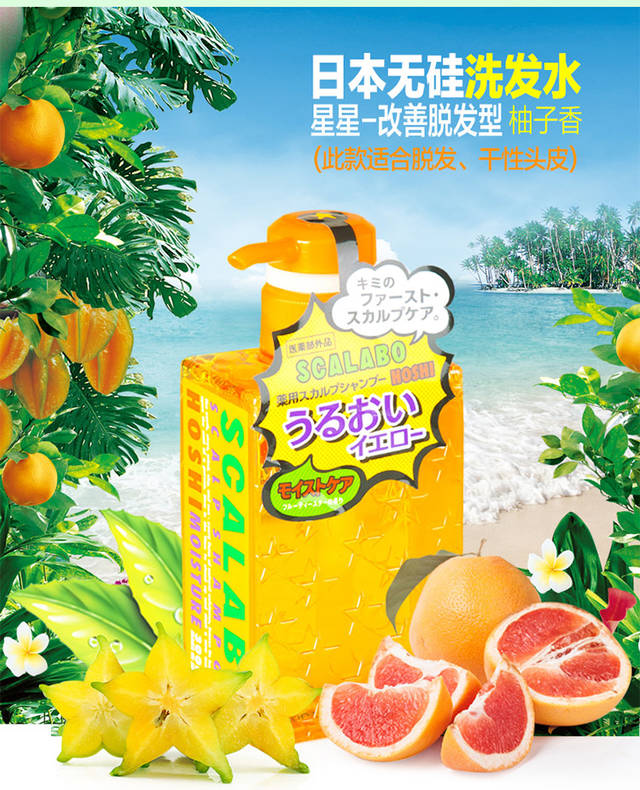 日本无硅洗发水
星星-改善脱发型 柚子香
(此款适合脱发、干性头皮)
キミの
ファースト・
スカルプケア。
医薬部外品
SCALABO
HOSHI
薬用スカルプシャンプー
うるおい
イエロー
モイストケア
SCALABO
SCALP SHAMPO
HOSHI MOISTURE